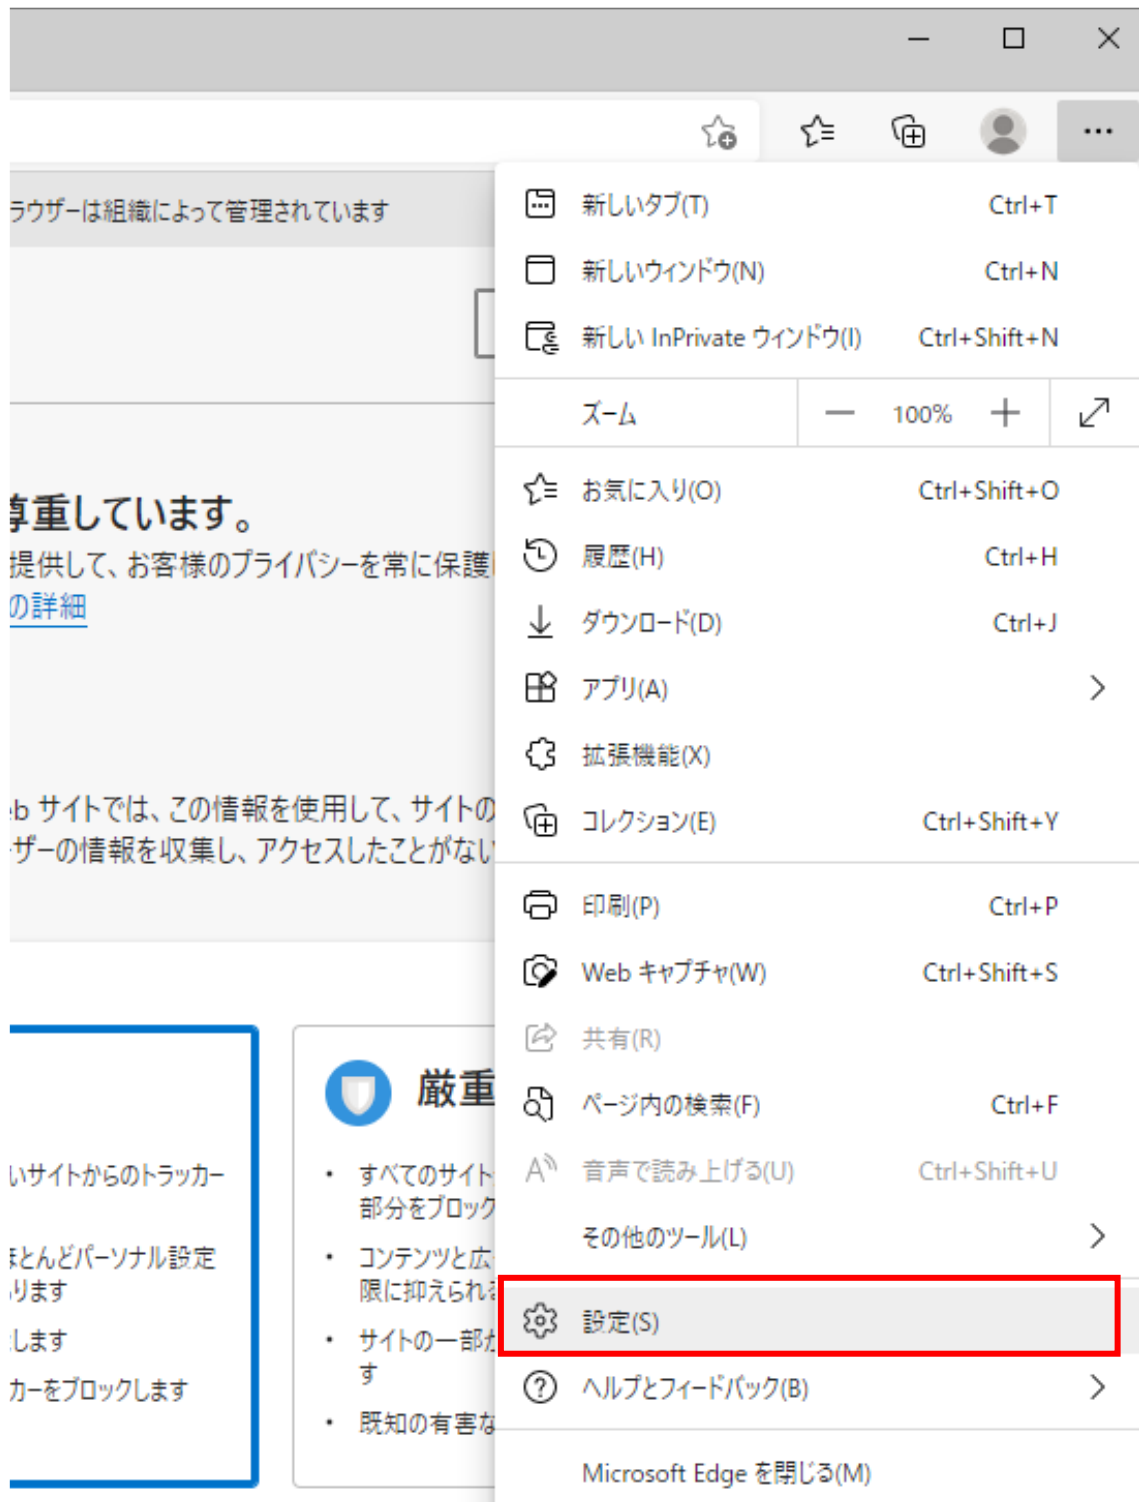 ラウザーは組織によって管理されています
新しいタブ(T) Ctrl+T
新しいウィンドウ(N) Ctrl+N
新しい InPrivate ウィンドウ(I) Ctrl+Shift+N
ズーム 100%
お気に入り(O) Ctrl+Shift+O
履歴(H) Ctrl+H
ダウンロード(D) Ctrl+J
アプリ(A)
拡張機能(X)
コレクション(E) Ctrl+Shift+Y
印刷(P) Ctrl+P
Web キャプチャ(W) Ctrl+Shift+S
共有(R)
ページ内の検索(F) Ctrl+F
音声で読み上げる(U) Ctrl+Shift+U
その他のツール(L)
設定(S)
ヘルプとフィードバック(B)
Microsoft Edge を閉じる(M)
尊重しています。
提供して、お客様のプライバシーを常に保護
の詳細
eb サイトでは、この情報を使用して、サイトの
ーザーの情報を収集し、アクセスしたことがない
いサイトからのトラッカー
ほとんどパーソナル設定
ります
します
カーをブロックします
厳重
・ すべてのサイト
部分をブロック
・ コンテンツと広
限に抑えられる
・ サイトの一部が
す
・ 既知の有害な